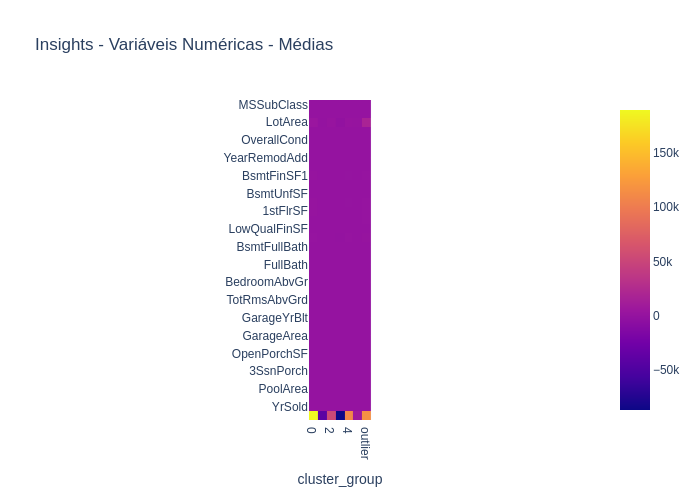 Insights - Variáveis Numéricas - Médias
MSSubClass
LotArea
OverallCond
YearRemodAdd
BsmtFinSF1
BsmtUnfSF
1stFlrSF
LowQualFinSF
BsmtFullBath
FullBath
BedroomAbvGr
TotRmsAbvGrd
GarageYrBlt
GarageArea
OpenPorchSF
3SsnPorch
PoolArea
YrSold
0
2
4
outlier
cluster_group
150k
100k
50k
0
−50k